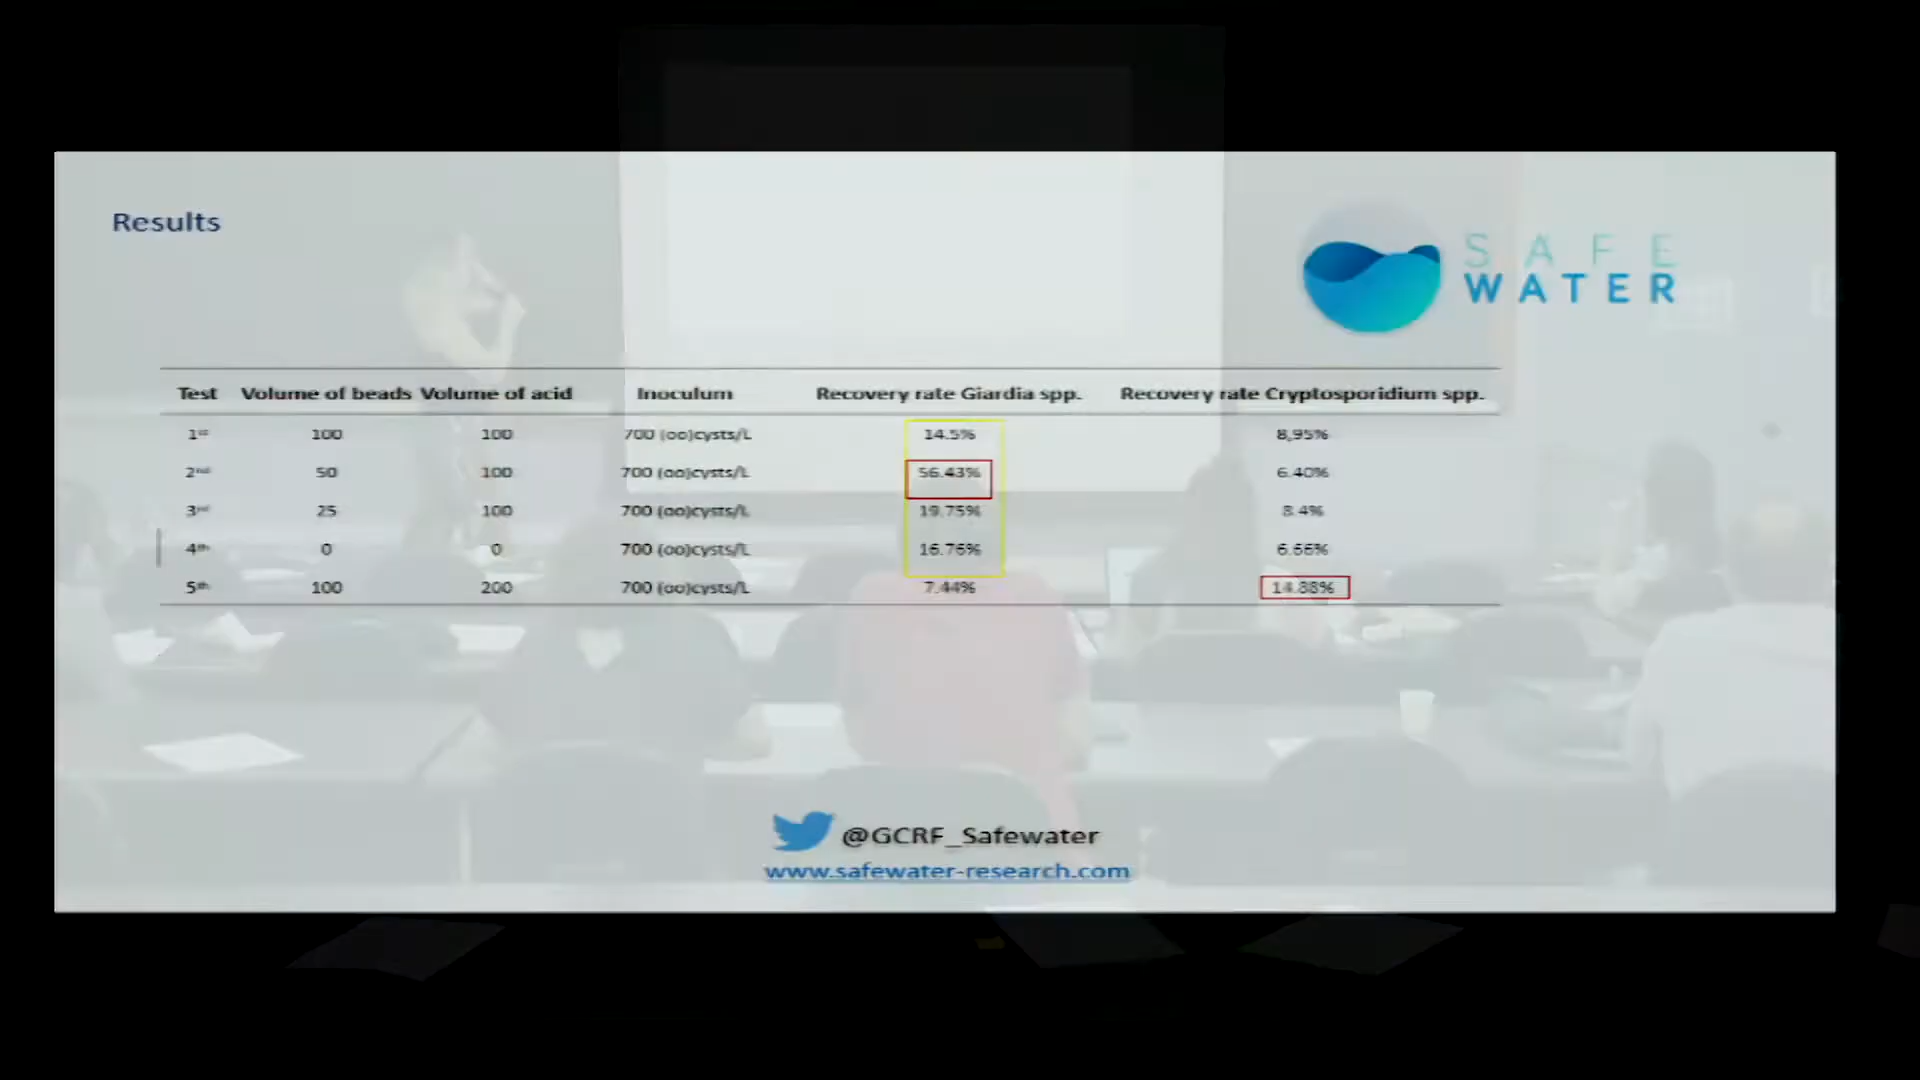 Results
SAFE
WATER
Test Volume of beads Volume of acid Inoculum Recovery rate Giardia spp. Recovery rate Cryptosporidium spp.
1st 100 100 700 (oo)cysts/L 14.5% 8,95%
2nd 50 100 700 (oo)cysts/L 56.43% 6.40%
3rd 25 100 700 (oo)cysts/L 19.75% 8.4%
4th 0 0 700 (oo)cysts/L 16.76% 6.66%
5th 100 200 700 (oo)cysts/L 7.44% 14.88%
@GCRF_Safewater
www.safewater-research.com